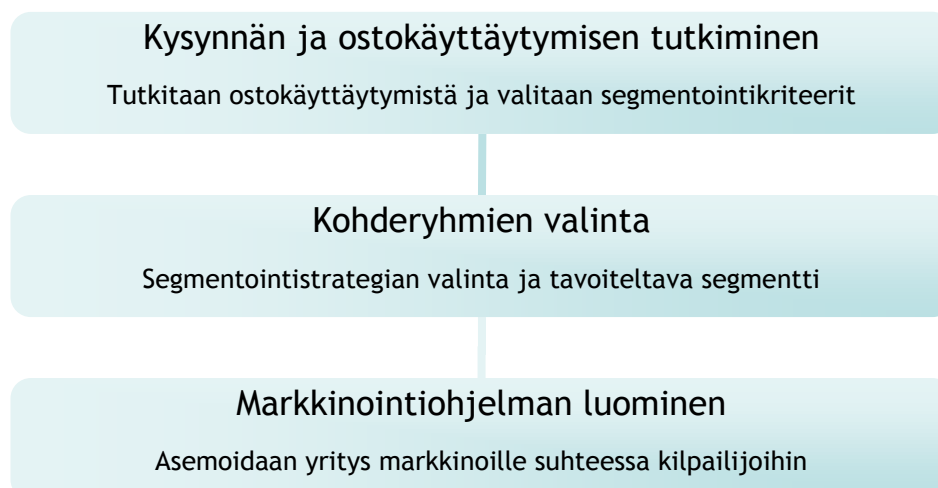 Kysynnän ja ostokäyttäytymisen tutkiminen
Tutkitaan ostokäyttäytymistä ja valitaan segmentointikriteerit
Kohderyhmien valinta
Segmentointistrategian valinta ja tavoiteltava segmentti
Markkinointiohjelman luominen
Asemoidaan yritys markkinoille suhteessa kilpailijoihin